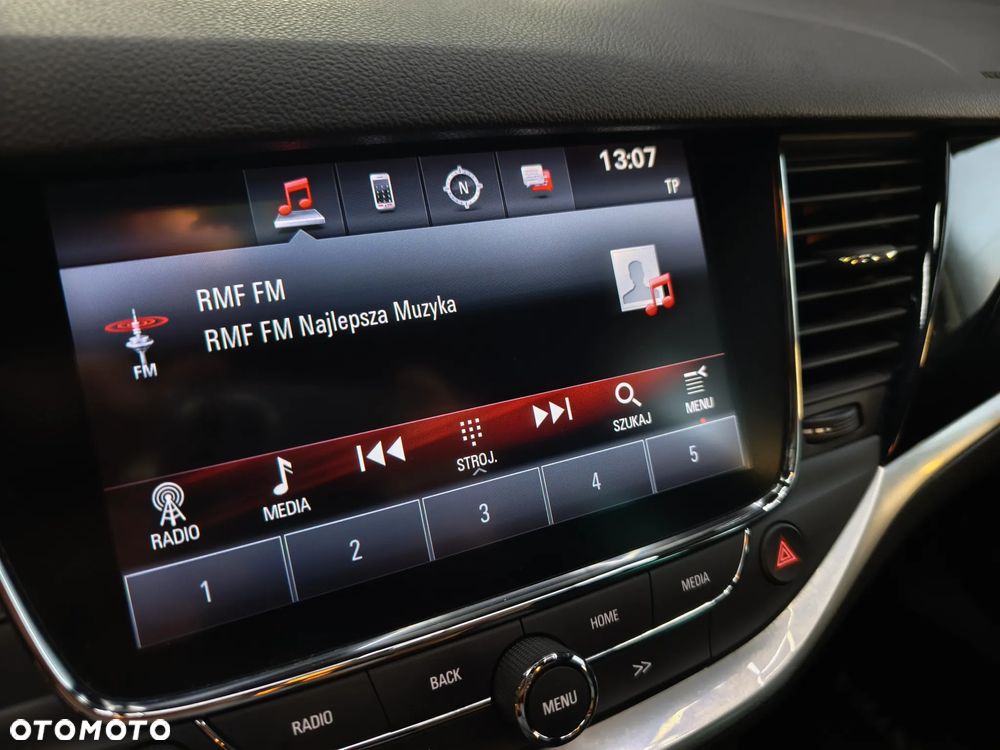 13:07
TP
N
RMF FM
RMF FM Najlepsza Muzyka
FM
RADIO
MEDIA
STROJ.
SZUKAJ
MENU
1
2
3
4
5
RADIO
BACK
HOME
MEDIA
MENU
OTOMOTO